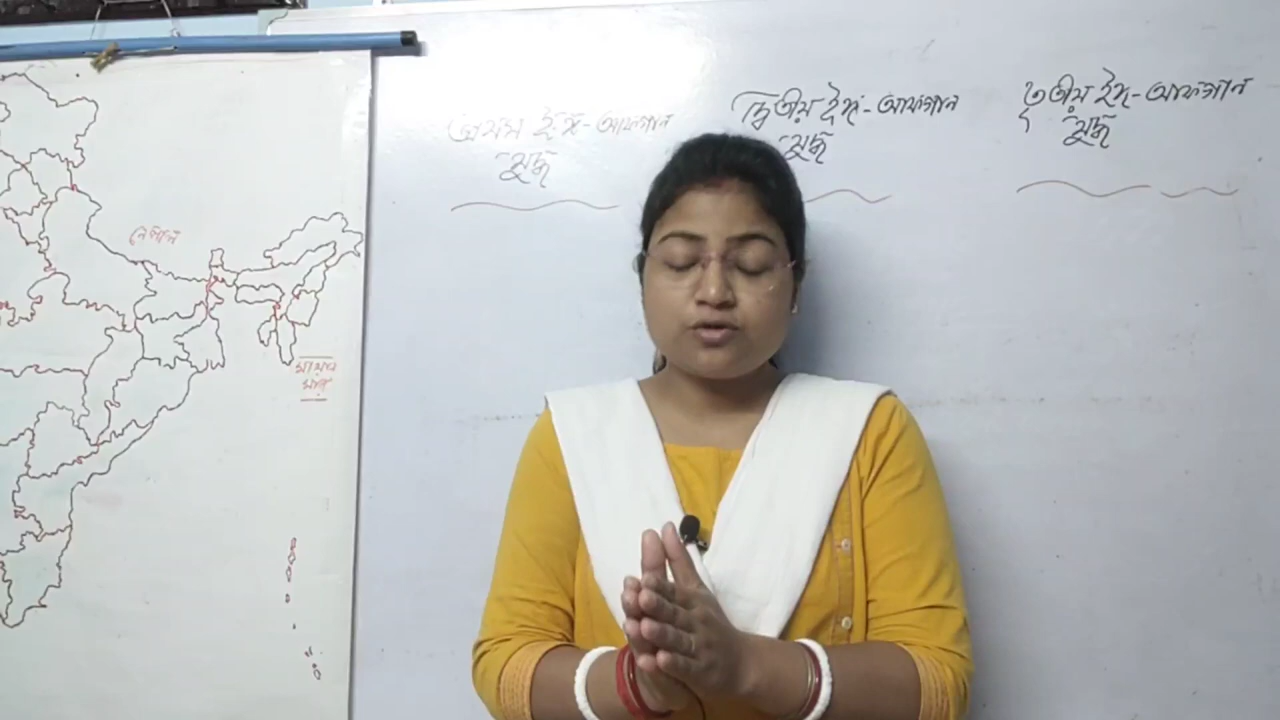 প্রথম ইঙ্গ-আফগান
যুদ্ধ
দ্বিতীয় ইঙ্গ-আফগান
যুদ্ধ
তৃতীয় ইঙ্গ-আফগান
যুদ্ধ
নেপাল
মায়ান
মার